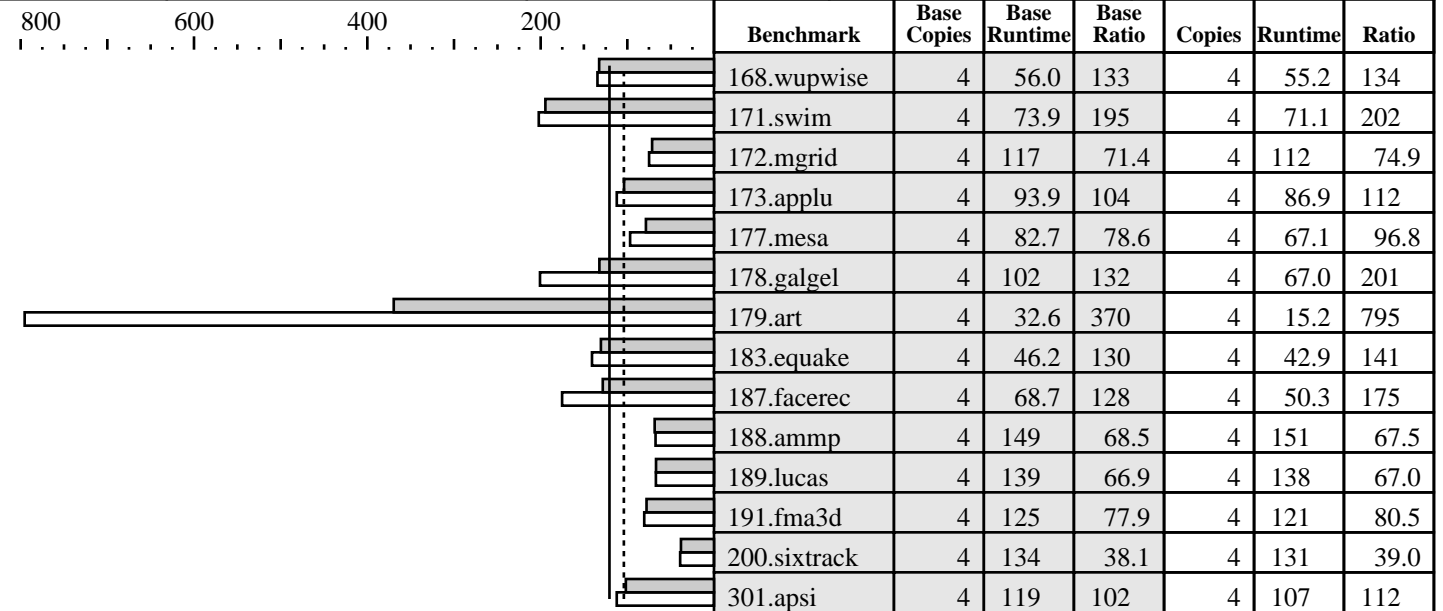 800 600 400 200
Benchmark Base Copies Base Runtime Base Ratio Copies Runtime Ratio
168.wupwise 4 56.0 133 4 55.2 134
171.swim 4 73.9 195 4 71.1 202
172.mgrid 4 117 71.4 4 112 74.9
173.applu 4 93.9 104 4 86.9 112
177.mesa 4 82.7 78.6 4 67.1 96.8
178.galgel 4 102 132 4 67.0 201
179.art 4 32.6 370 4 15.2 795
183.equake 4 46.2 130 4 42.9 141
187.facerec 4 68.7 128 4 50.3 175
188.ammp 4 149 68.5 4 151 67.5
189.lucas 4 139 66.9 4 138 67.0
191.fma3d 4 125 77.9 4 121 80.5
200.sixtrack 4 134 38.1 4 131 39.0
301.apsi 4 119 102 4 107 112